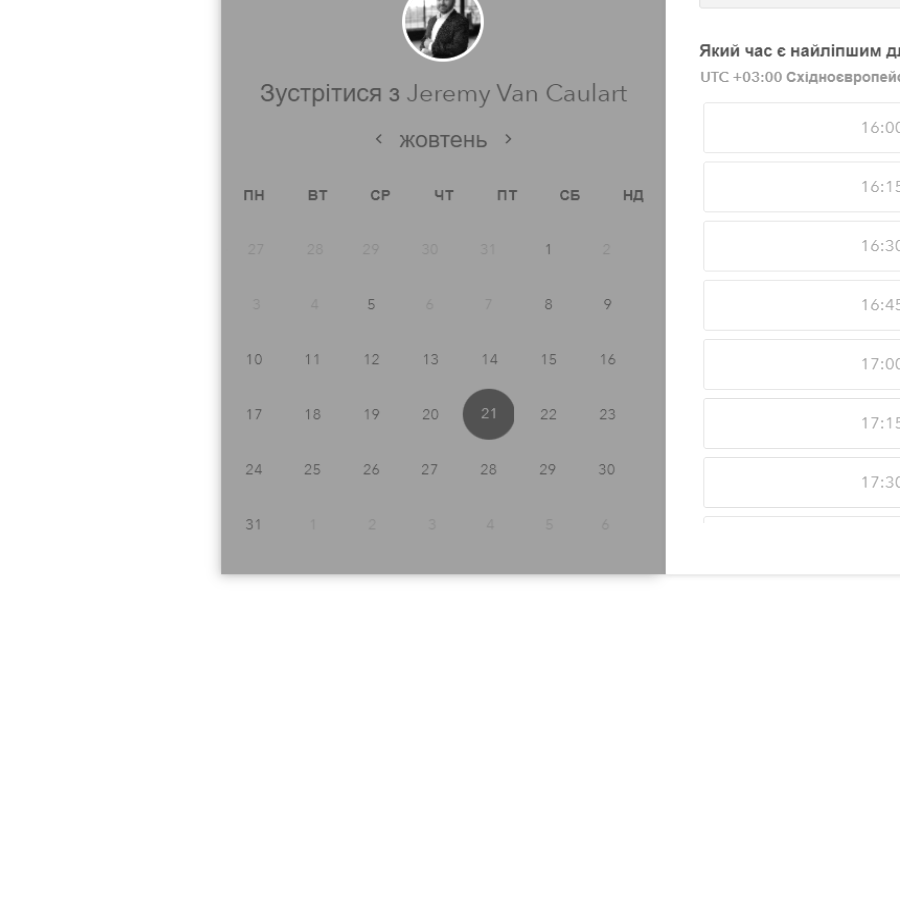 Зустрітися з Jeremy Van Caulart
жовтень
ПН ВТ СР ЧТ ПТ СБ НД
27 28 29 30 31 1 2
3 4 5 6 7 8 9
10 11 12 13 14 15 16
17 18 19 20 21 22 23
24 25 26 27 28 29 30
31 1 2 3 4 5 6
Який час є найліпшим
UTC +03:00
16:00
16:15
16:30
16:45
17:00
17:15
17:30